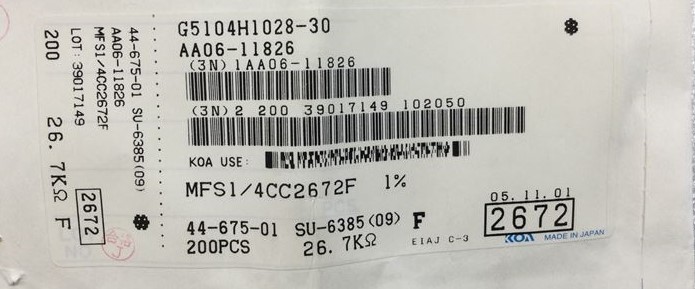 G5104H1028-30
AA06-11826
(3N) 1AA06-11826
(3N) 2 200 39017149 102050
KOA USE:
MFS1/4CC2672F 1%
05.11.01
44-675-01 SU-6385(09) F 2672
200PCS 26.7KΩ EIAJ C-3 KOA MADE IN JAPAN
44-675-01 SU-6385(09)
AA06-11826
MFS1/4CC2672F 2672
LOT:39017149
200 26.7KΩ F